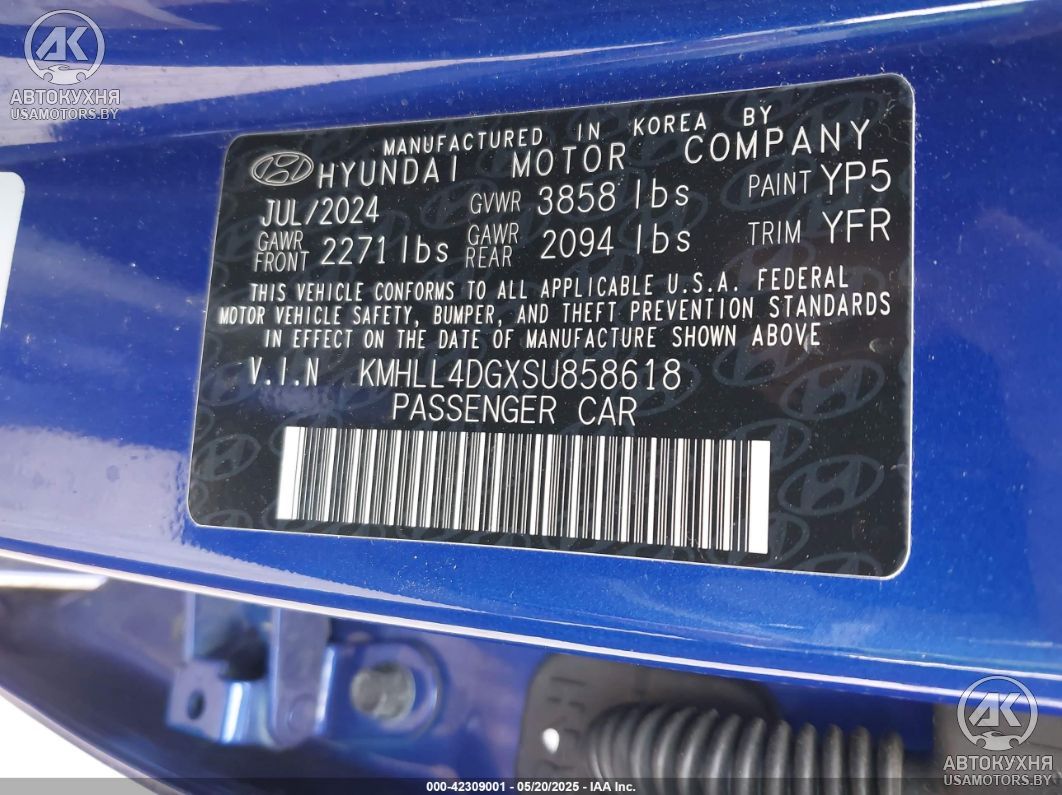 AK
АВТОКУХНЯ
USAMOTORS.BY
MANUFACTURED IN KOREA BY
HYUNDAI MOTOR COMPANY
JUL/2024 GVWR 3858 lbs PAINT YP5
GAWR FRONT 2271 lbs GAWR REAR 2094 lbs TRIM YFR
THIS VEHICLE CONFORMS TO ALL APPLICABLE U.S.A. FEDERAL
MOTOR VEHICLE SAFETY, BUMPER, AND THEFT PREVENTION STANDARDS
IN EFFECT ON THE DATE OF MANUFACTURE SHOWN ABOVE
V.I.N KMHLL4DGXSU858618
PASSENGER CAR
AK
АВТОКУХНЯ
USAMOTORS.BY
000-42309001 - 05/20/2025 - IAA Inc.